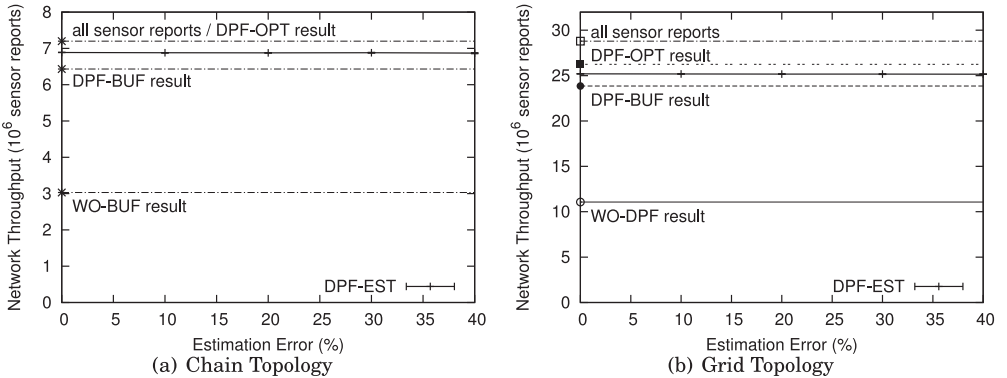 Network Throughput (10^6 sensor reports)
8
7
6
5
4
3
2
1
0
all sensor reports / DPF-OPT result
DPF-BUF result
WO-BUF result
DPF-EST
0 5 10 15 20 25 30 35 40
Estimation Error (%)
(a) Chain Topology
Network Throughput (10^6 sensor reports)
30
25
20
15
10
5
0
all sensor reports
DPF-OPT result
DPF-BUF result
WO-DPF result
DPF-EST
0 5 10 15 20 25 30 35 40
Estimation Error (%)
(b) Grid Topology